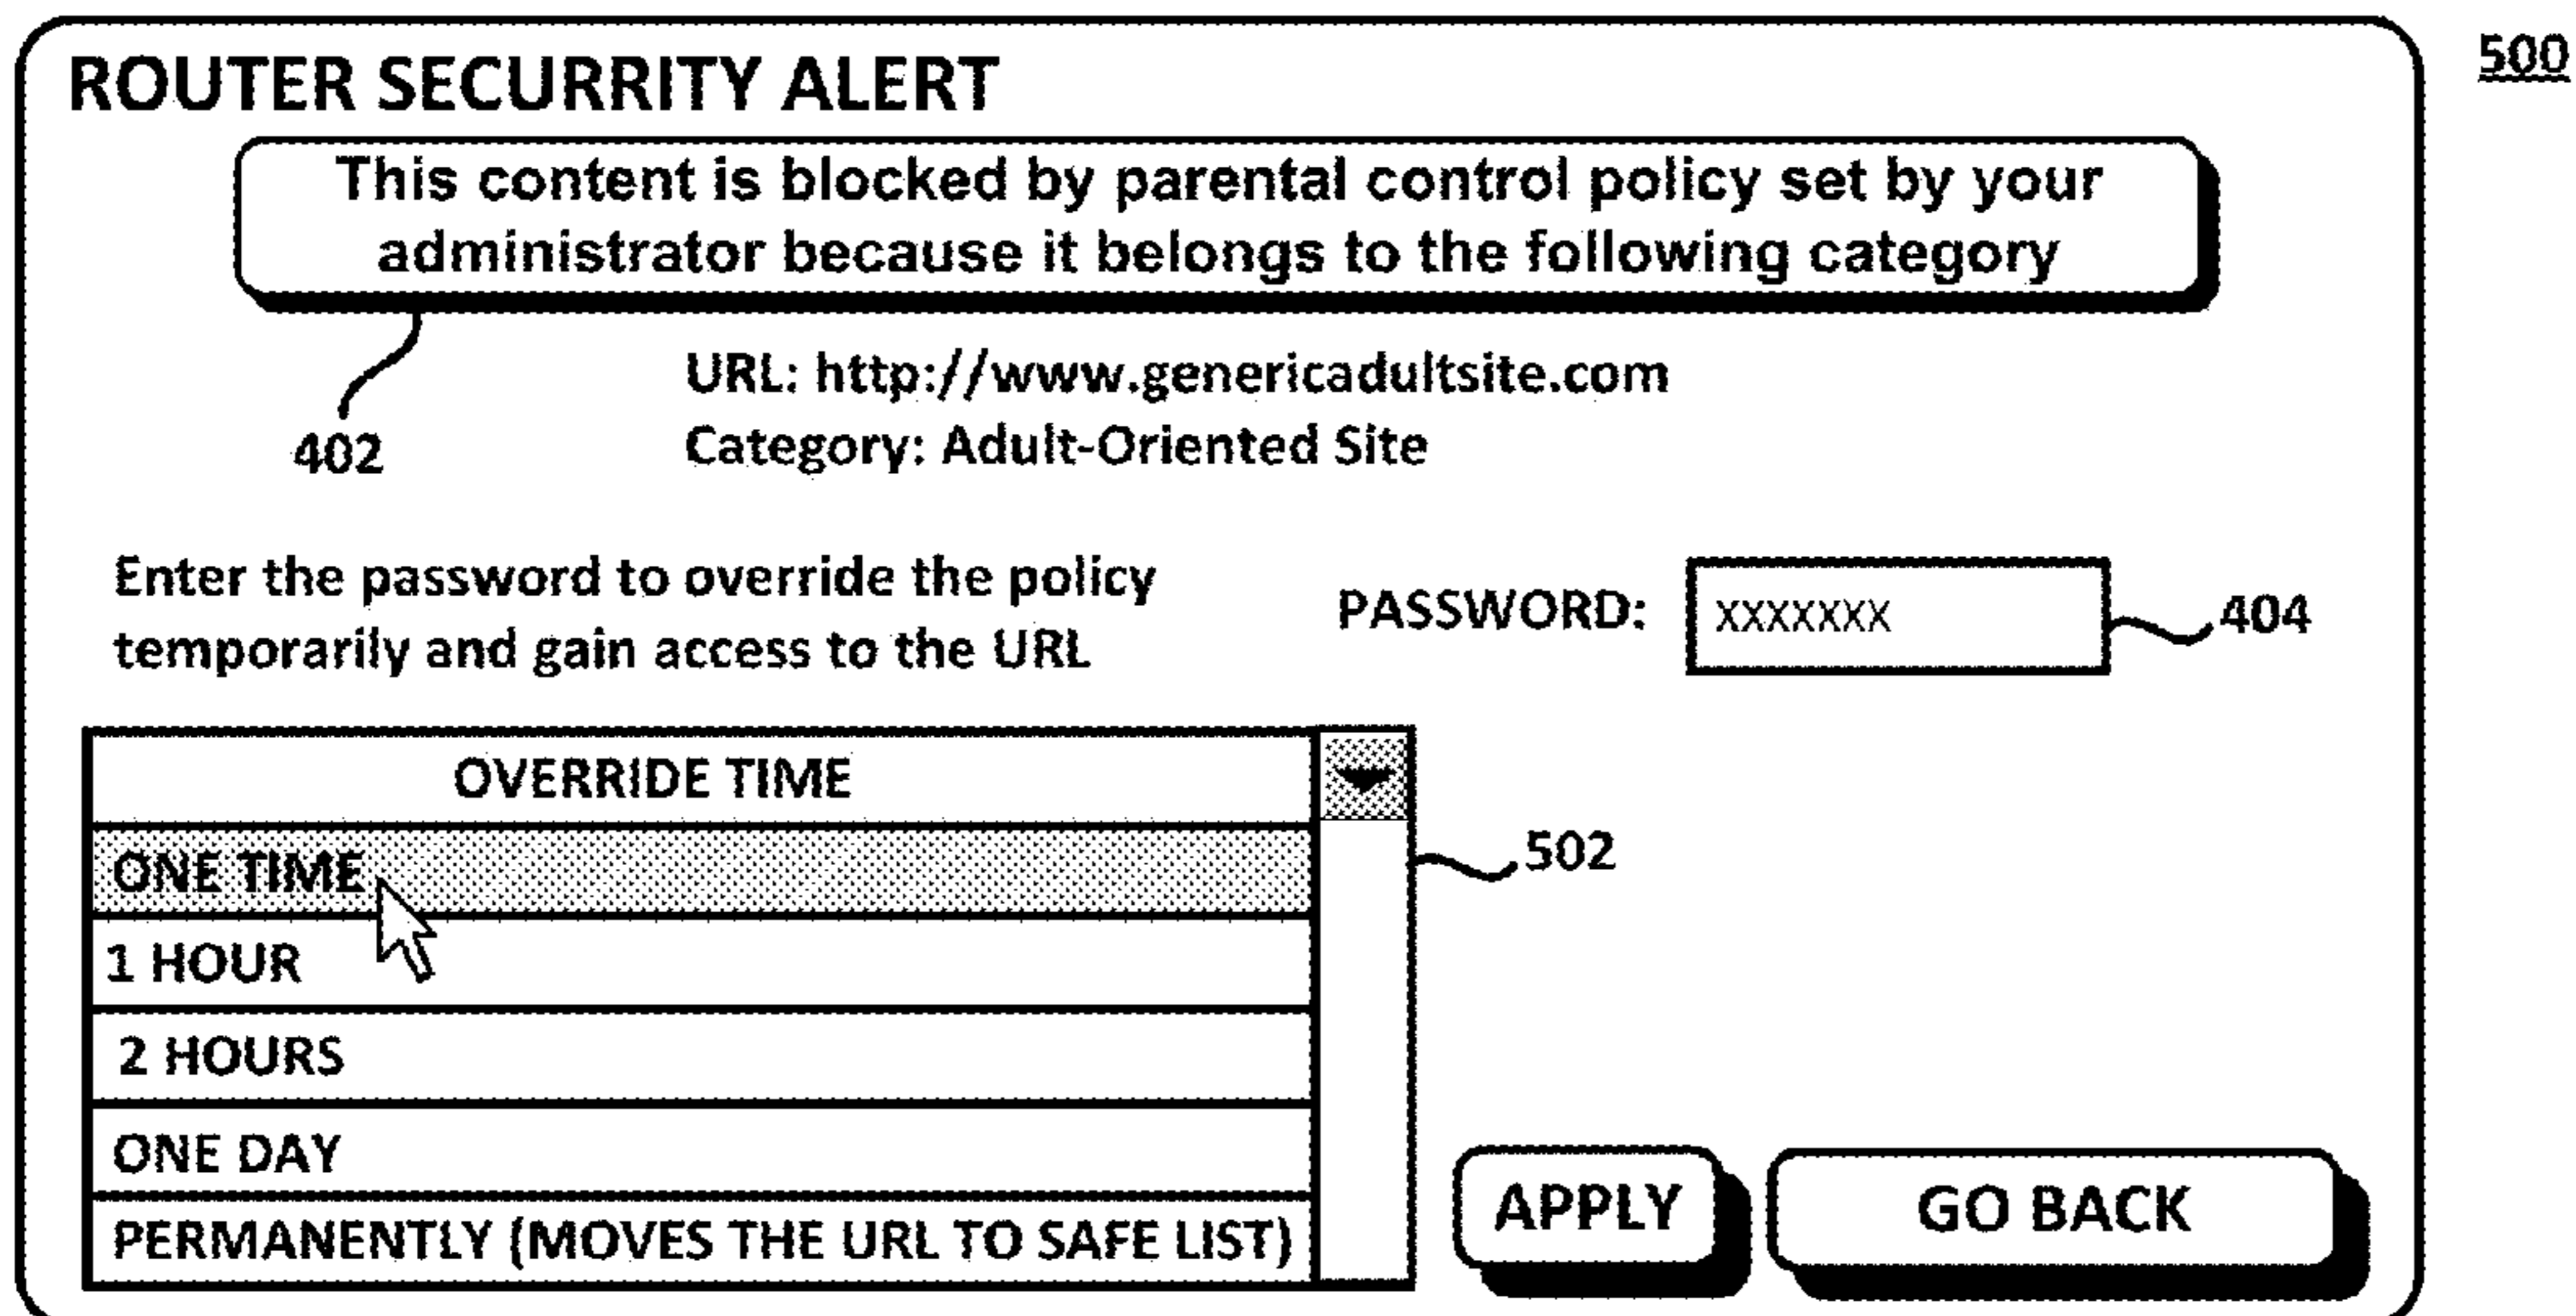 ROUTER SECURRITY ALERT
500
This content is blocked by parental control policy set by your
administrator because it belongs to the following category
URL: http://www.genericadultsite.com
402
Category: Adult-Oriented Site
Enter the password to override the policy
temporarily and gain access to the URL
PASSWORD:
XXXXXXX
404
OVERRIDE TIME
ONE TIME
502
1 HOUR
2 HOURS
ONE DAY
PERMANENTLY (MOVES THE URL TO SAFE LIST)
APPLY
GO BACK